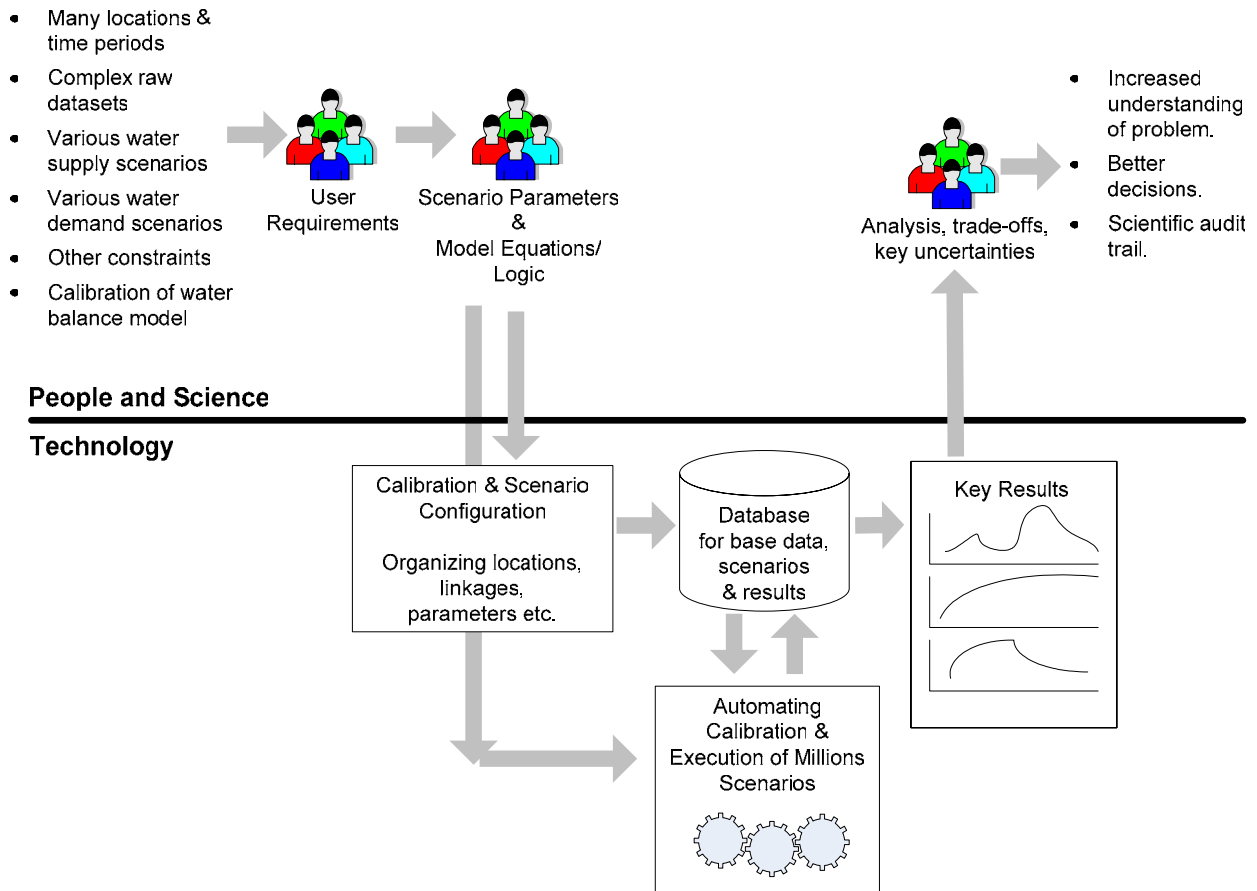 • Many locations &
time periods
• Complex raw
datasets
• Various water
supply scenarios
• Various water
demand scenarios
• Other constraints
• Calibration of water
balance model
User
Requirements
Scenario Parameters
&
Model Equations/
Logic
Analysis, trade-offs,
key uncertainties
• Increased
understanding
of problem.
• Better
decisions.
• Scientific audit
trail.
People and Science
Technology
Calibration & Scenario
Configuration
Organizing locations,
linkages,
parameters etc.
Database
for base data,
scenarios
& results
Key Results
Automating
Calibration &
Execution of Millions
Scenarios